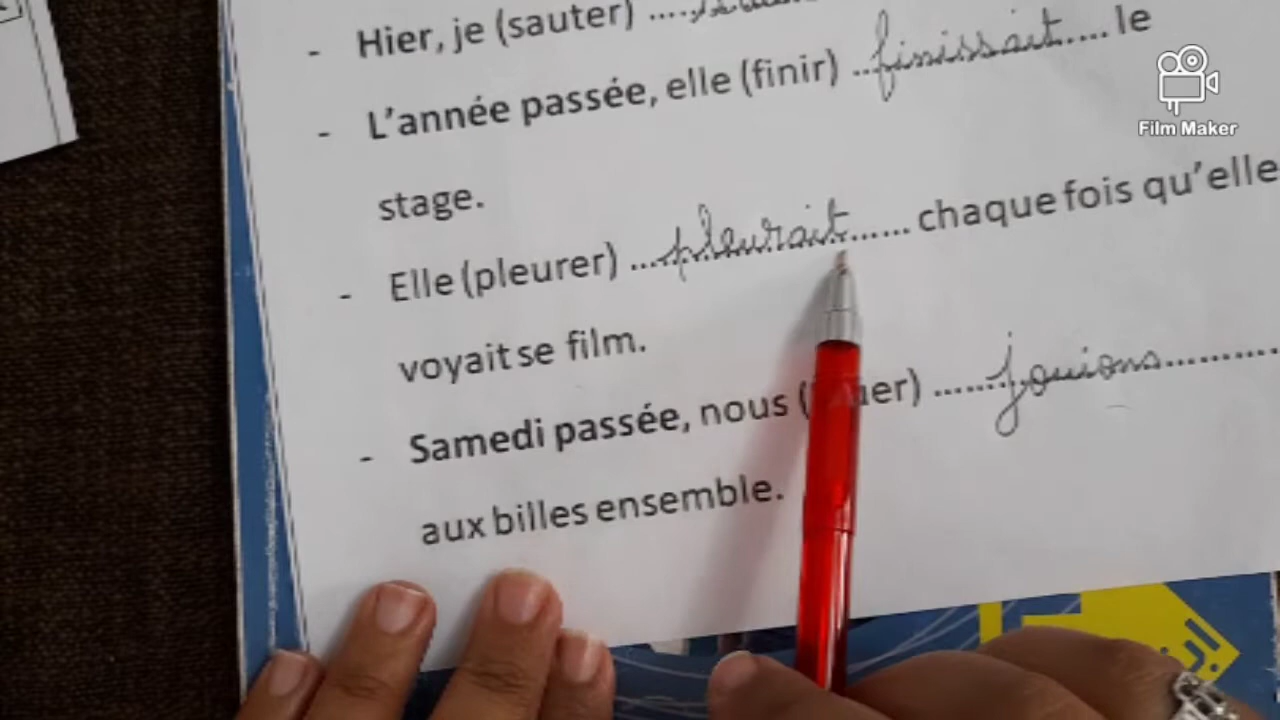 - Hier, je (sauter) ....
- L'année passée, elle (finir) ...finissait..... le
stage.
- Elle (pleurer) ...pleurait...... chaque fois qu'elle
voyait se film.
- Samedi passée, nous ( uer) ......jouions..........
aux billes ensemble.
Film Maker